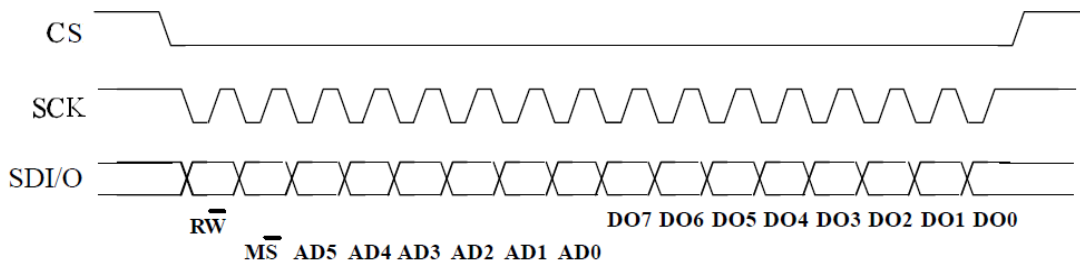 CS
SCK
SDI/O
RW̅ DO7 DO6 DO5 DO4 DO3 DO2 DO1 DO0
MS̅ AD5 AD4 AD3 AD2 AD1 AD0